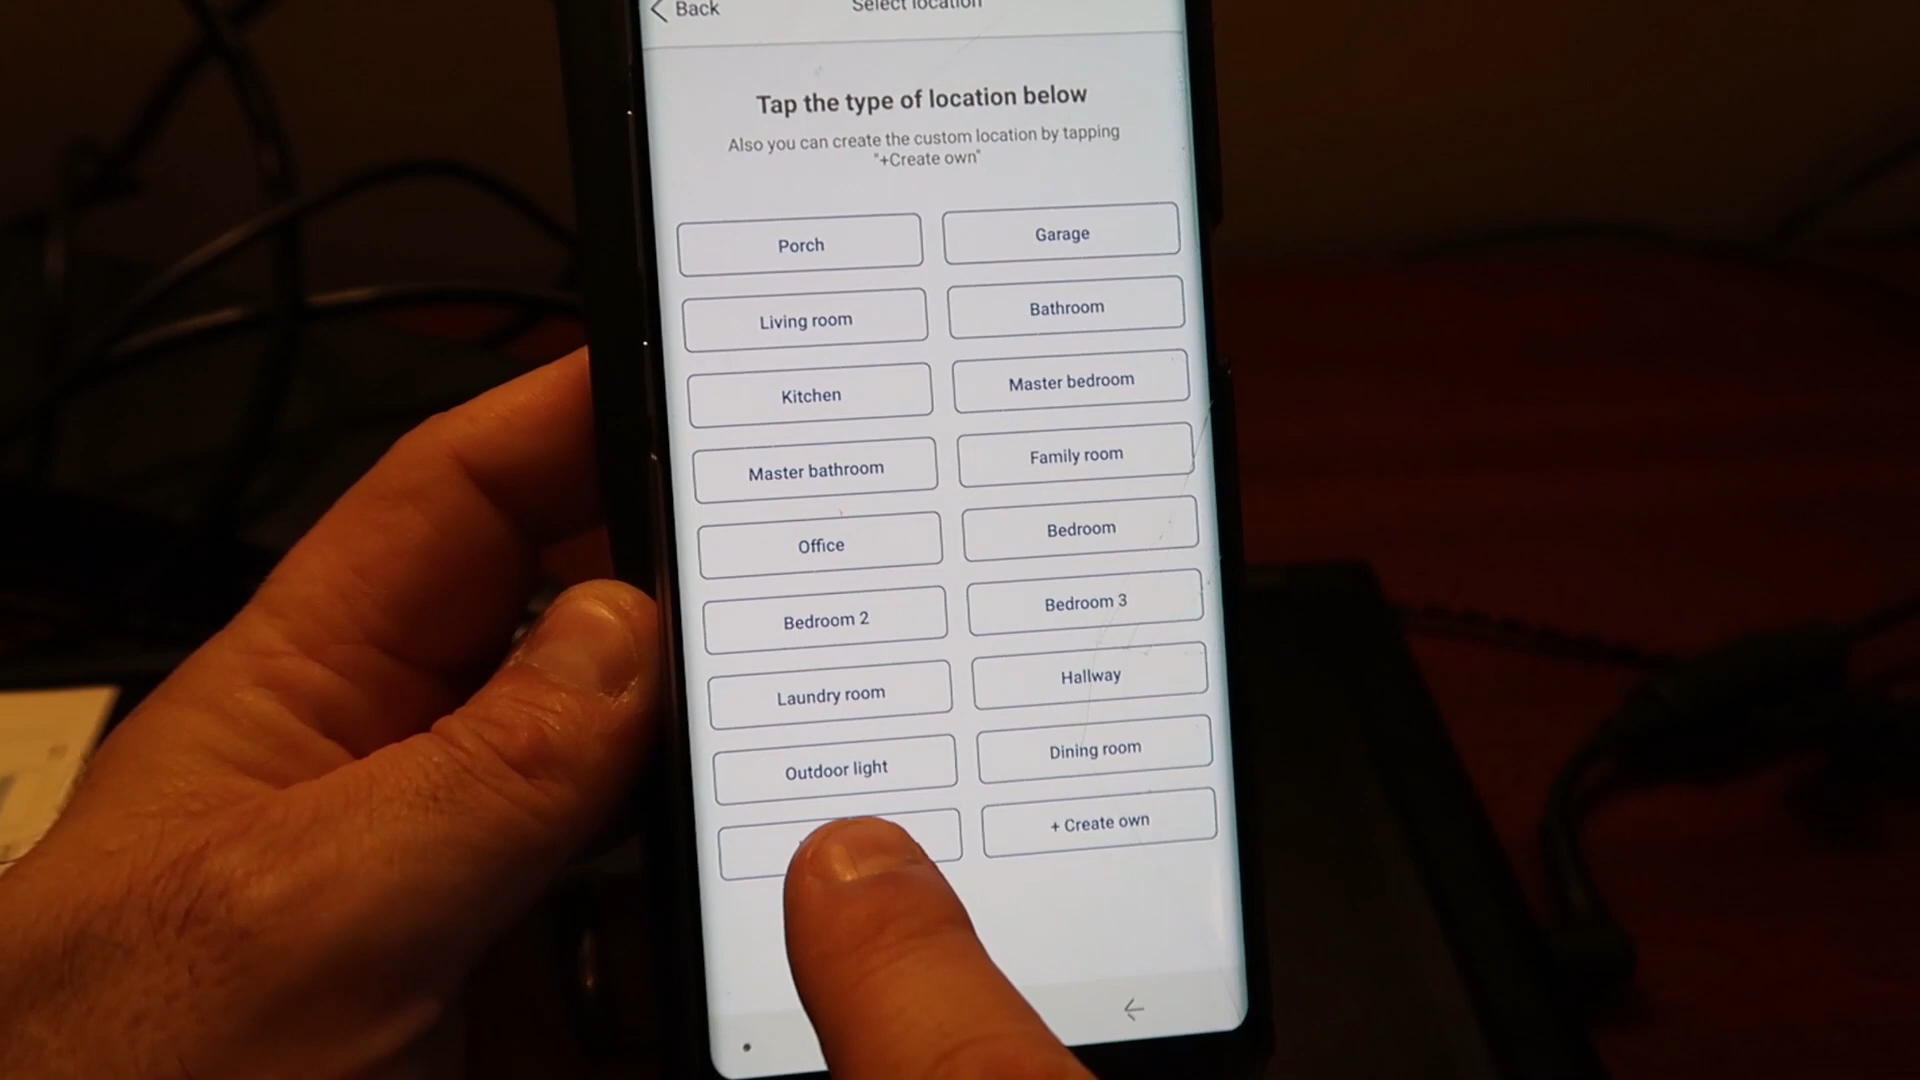 Back
Select location
Tap the type of location below
Also you can create the custom location by tapping
"+Create own"
Porch
Garage
Living room
Bathroom
Kitchen
Master bedroom
Master bathroom
Family room
Office
Bedroom
Bedroom 2
Bedroom 3
Laundry room
Hallway
Outdoor light
Dining room
+ Create own